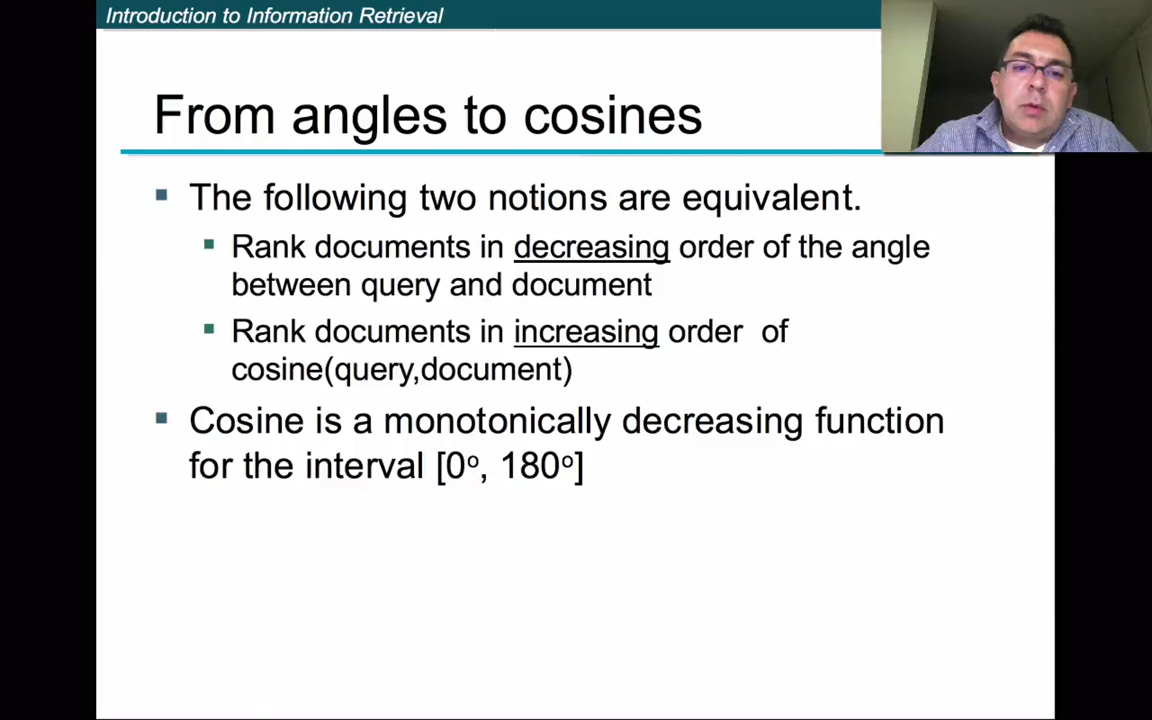 Introduction to Information Retrieval
From angles to cosines
▪ The following two notions are equivalent.
▪ Rank documents in decreasing order of the angle
between query and document
▪ Rank documents in increasing order of
cosine(query,document)
▪ Cosine is a monotonically decreasing function
for the interval [0º, 180º]